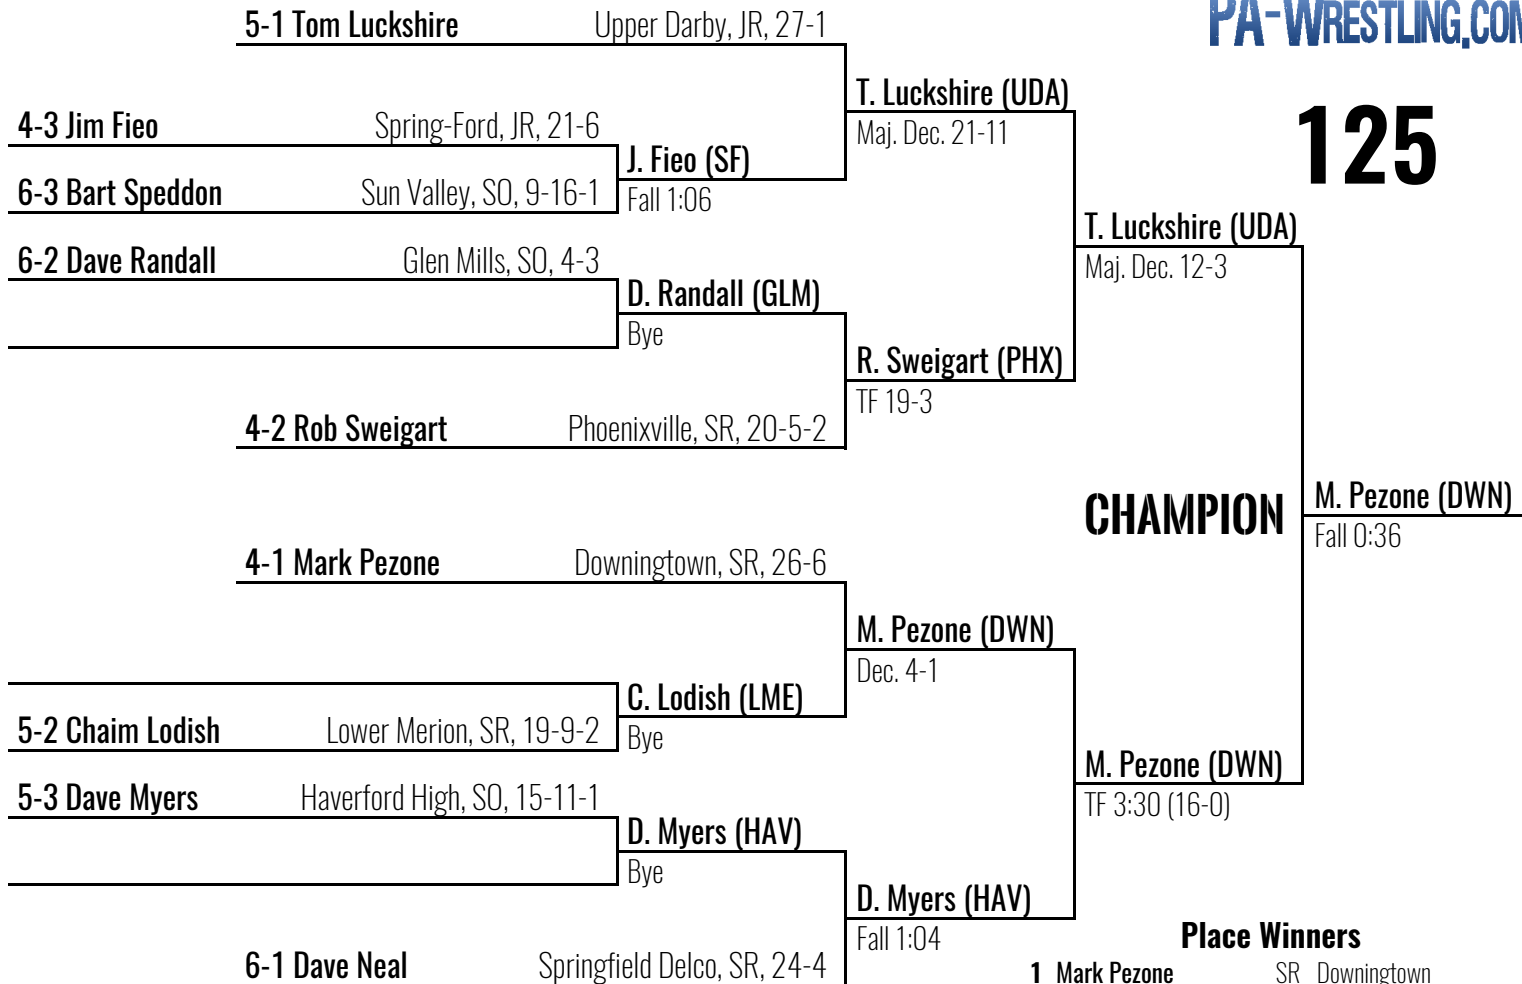 PA-WRESTLING.COM
125
5-1 Tom Luckshire Upper Darby, JR, 27-1
4-3 Jim Fieo Spring-Ford, JR, 21-6
6-3 Bart Speddon Sun Valley, SO, 9-16-1
J. Fieo (SF)
Fall 1:06
T. Luckshire (UDA)
Maj. Dec. 21-11
6-2 Dave Randall Glen Mills, SO, 4-3
D. Randall (GLM)
Bye
4-2 Rob Sweigart Phoenixville, SR, 20-5-2
R. Sweigart (PHX)
TF 19-3
T. Luckshire (UDA)
Maj. Dec. 12-3
CHAMPION
M. Pezone (DWN)
Fall 0:36
4-1 Mark Pezone Downingtown, SR, 26-6
5-2 Chaim Lodish Lower Merion, SR, 19-9-2
C. Lodish (LME)
Bye
M. Pezone (DWN)
Dec. 4-1
5-3 Dave Myers Haverford High, SO, 15-11-1
D. Myers (HAV)
Bye
6-1 Dave Neal Springfield Delco, SR, 24-4
D. Myers (HAV)
Fall 1:04
M. Pezone (DWN)
TF 3:30 (16-0)
Place Winners
1 Mark Pezone SR Downingtown